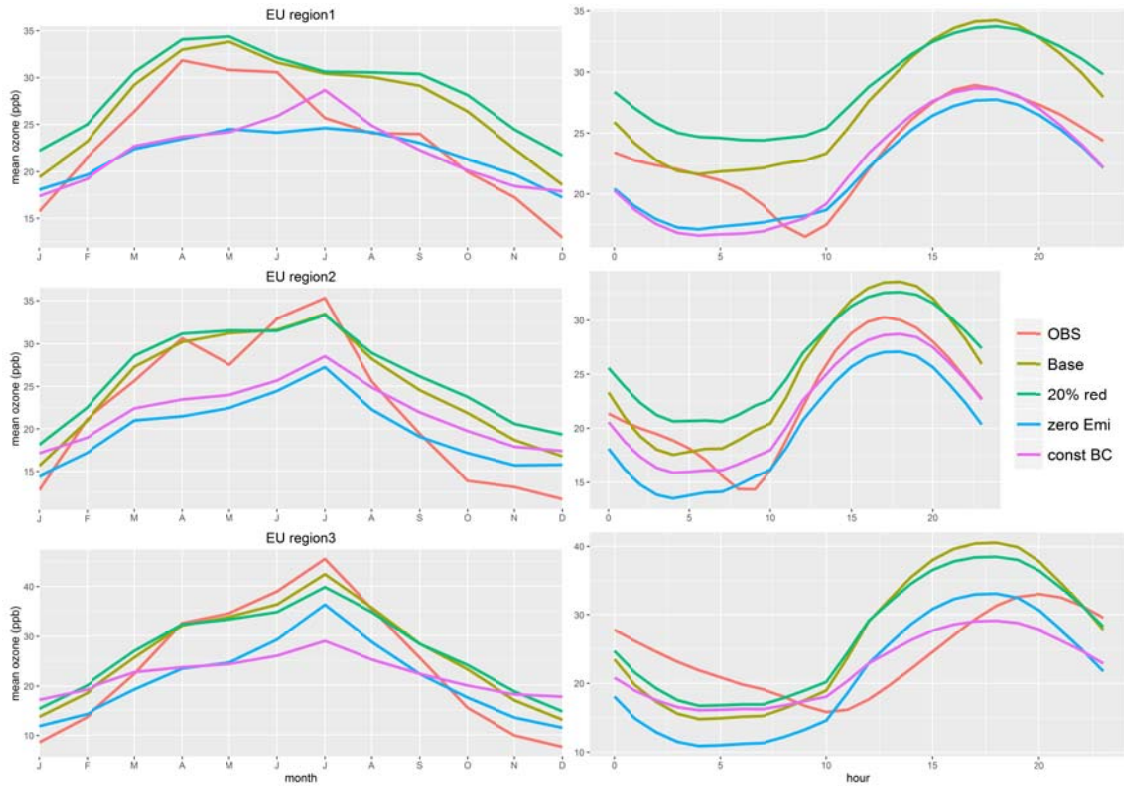 EU region1
mean ozone (ppb)
35
30
25
20
15
J F M A M J J A S O N D
35
30
25
20
0 5 10 15 20
EU region2
mean ozone (ppb)
35
30
25
20
15
J F M A M J J A S O N D
35
30
25
20
15
0 5 10 15 20
OBS
Base
20% red
zero Emi
const BC
EU region3
mean ozone (ppb)
40
30
20
10
J F M A M J J A S O N D
month
40
30
20
10
0 5 10 15 20
hour